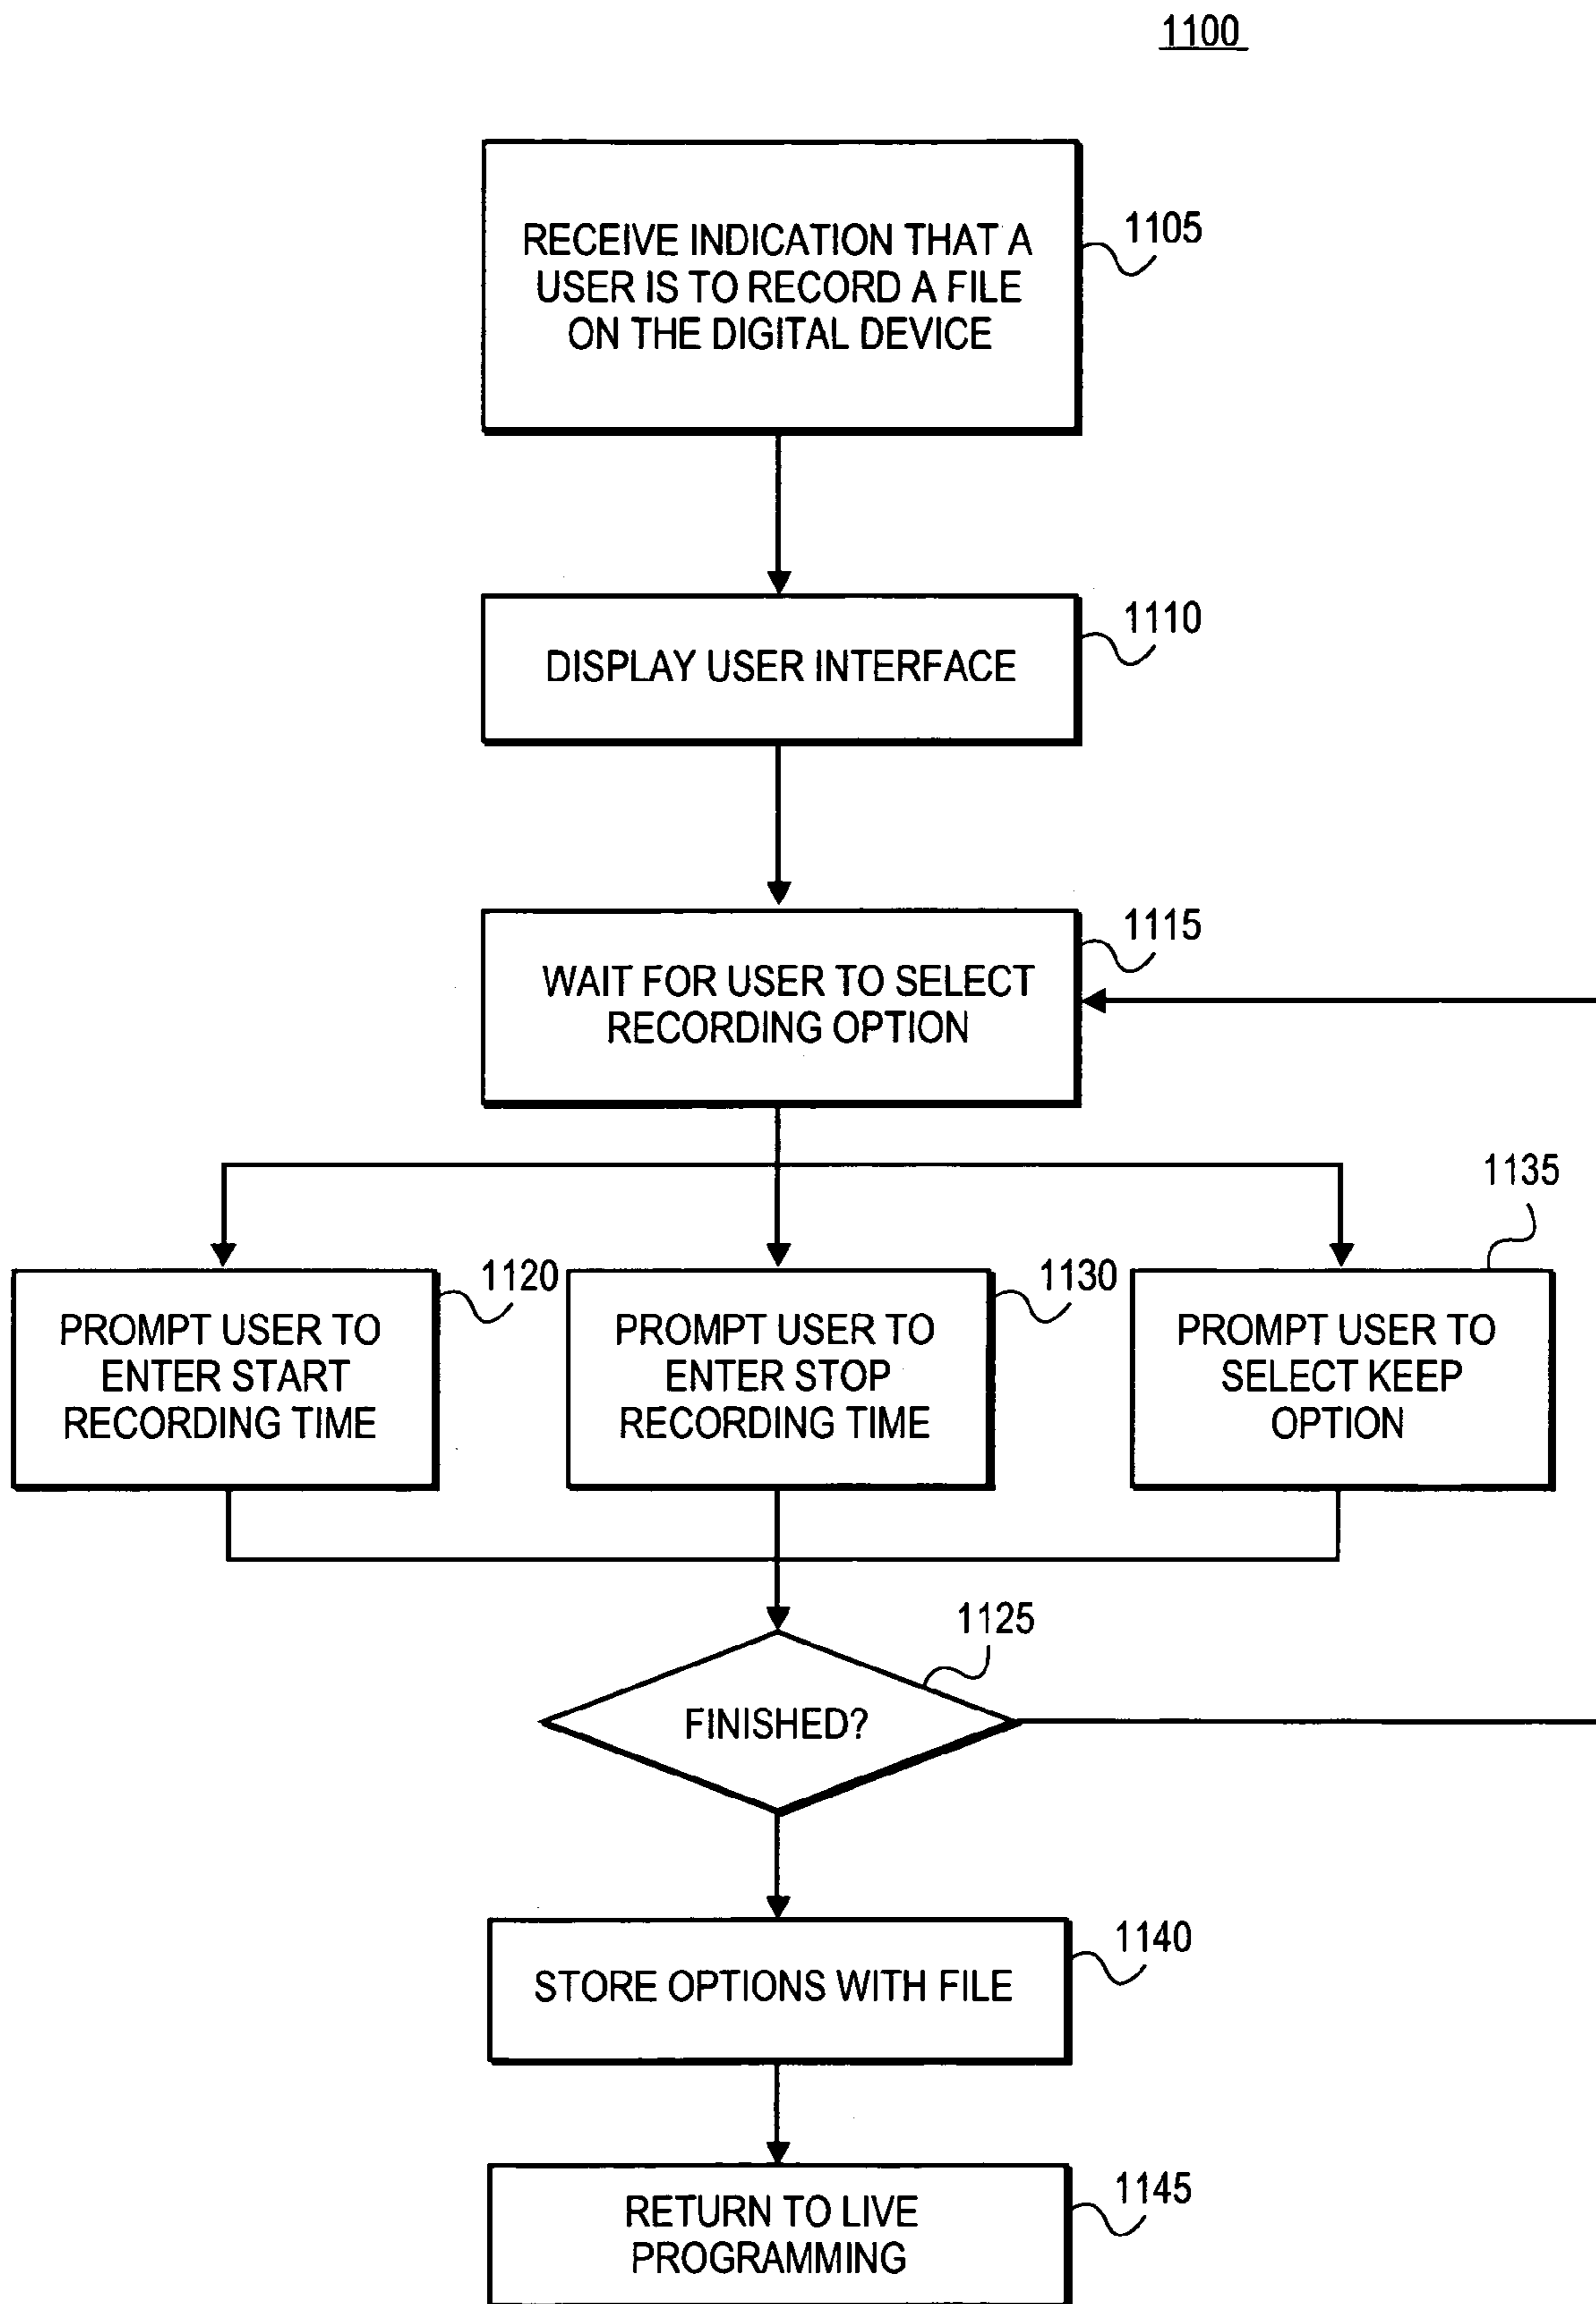 1100
RECEIVE INDICATION THAT A
USER IS TO RECORD A FILE
ON THE DIGITAL DEVICE
1105
DISPLAY USER INTERFACE
1110
WAIT FOR USER TO SELECT
RECORDING OPTION
1115
PROMPT USER TO
ENTER START
RECORDING TIME
1120
PROMPT USER TO
ENTER STOP
RECORDING TIME
1130
PROMPT USER TO
SELECT KEEP
OPTION
1135
FINISHED?
1125
STORE OPTIONS WITH FILE
1140
RETURN TO LIVE
PROGRAMMING
1145